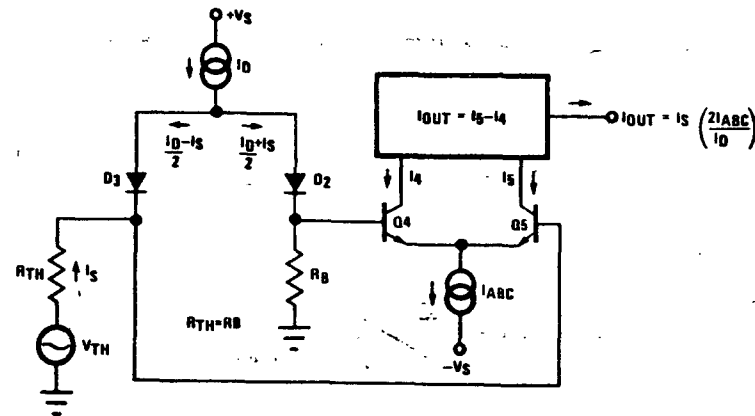 +VS
ID
IOUT = I5-I4
IOUT = IS (2IABC/ID)
ID/2 - IS
ID/2 + IS
D3
D2
I4
I5
Q4
Q5
RTH
IS
RB
IABC
RTH=RB
VTH
-VS